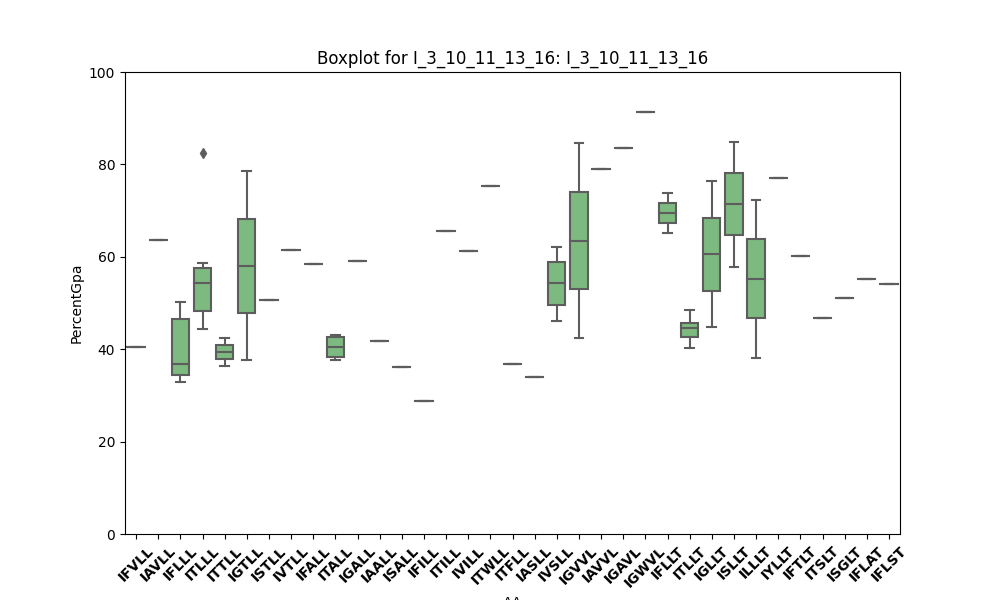 Boxplot for I_3_10_11_13_16: I_3_10_11_13_16
PercentGpa
100
80
60
40
20
0
IFVLL
IAVLL
IFLLL
ITLLL
ITTLL
IGTLL
ISTLL
IVTLL
IFALL
ITALL
IGALL
IAALL
ISALL
IFILL
ITILL
IVILL
ITWLL
ITFLL
IASLL
IVSLL
IGVVL
IAVVL
IGAVL
IGWVL
IFLLT
ITLLT
IGLLT
ISLLT
ILLLT
IYLLT
IFTLT
ITSLT
ISGLT
IFLAT
IFLST